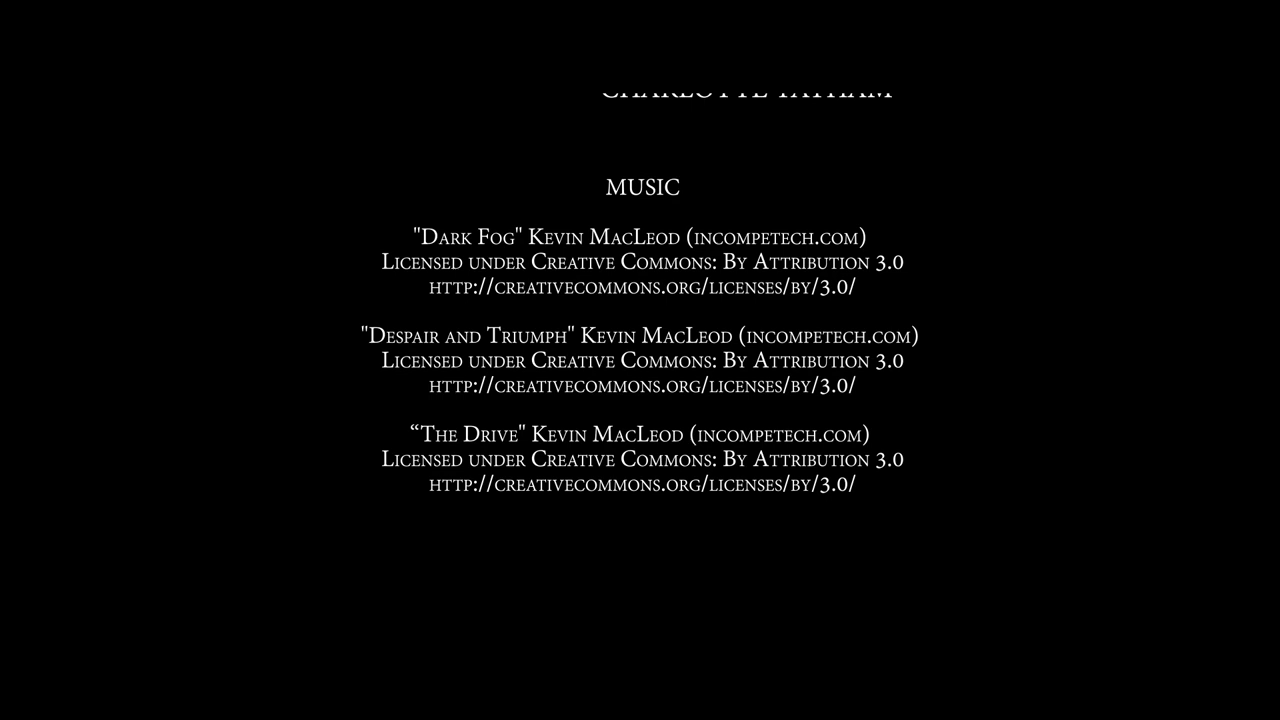 CHARLOTTE TATHAM
MUSIC
"Dark Fog" Kevin MacLeod (incompetech.com)
Licensed under Creative Commons: By Attribution 3.0
http://creativecommons.org/licenses/by/3.0/
"Despair and Triumph" Kevin MacLeod (incompetech.com)
Licensed under Creative Commons: By Attribution 3.0
http://creativecommons.org/licenses/by/3.0/
“The Drive" Kevin MacLeod (incompetech.com)
Licensed under Creative Commons: By Attribution 3.0
http://creativecommons.org/licenses/by/3.0/